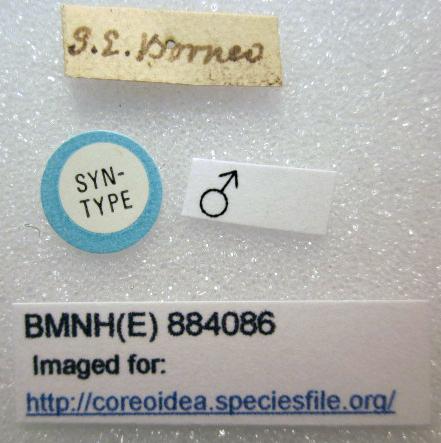 S.E. Borneo
SYN-
TYPE
♂
BMNH(E) 884086
Imaged for:
http://coreoidea.speciesfile.org/